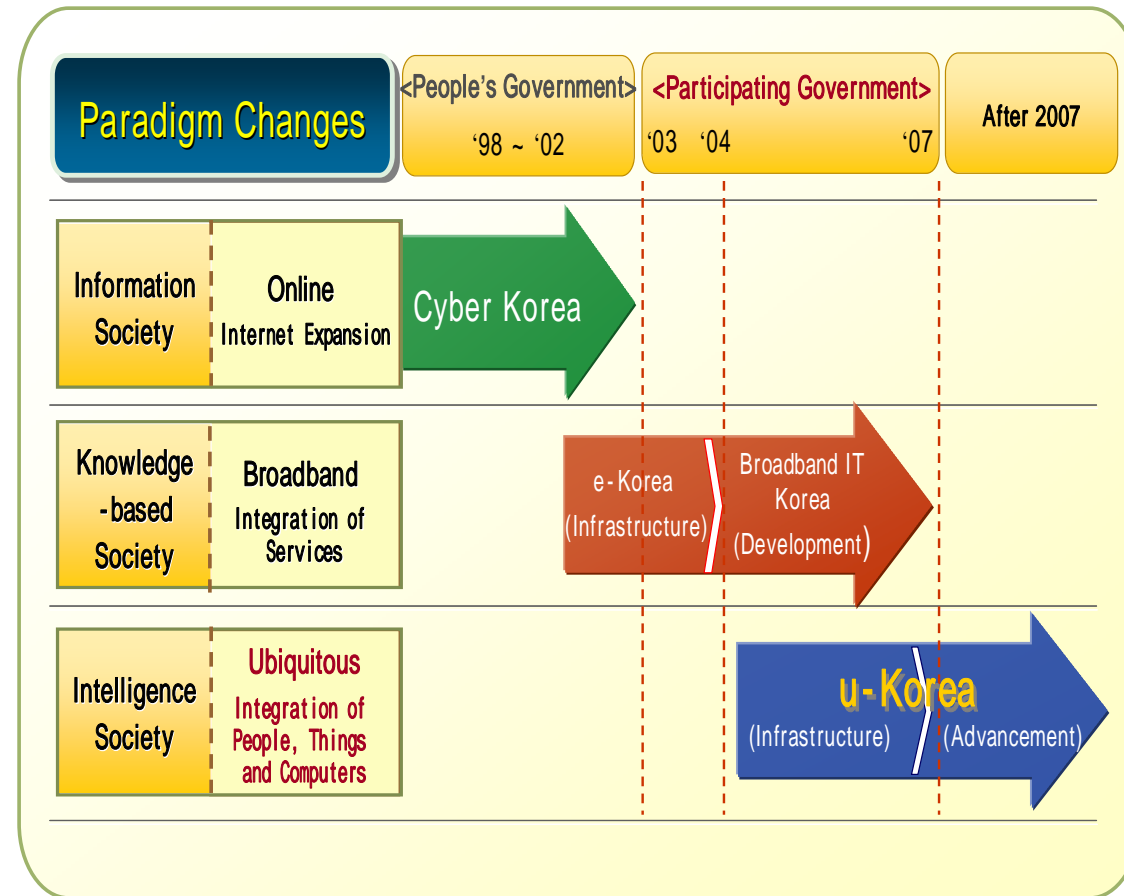 Paradigm Changes
<People's Government>
‘98 ~ ‘02
<Participating Government>
‘03 ‘04 ‘07
After 2007
Information
Society
Online
Internet Expansion
Cyber Korea
Knowledge
-based
Society
Broadband
Integration of
Services
e-Korea
(Infrastructure)
Broadband IT
Korea
(Development)
Intelligence
Society
Ubiquitous
Integration of
People, Things
and Computers
u-Korea
(Infrastructure)
(Advancement)